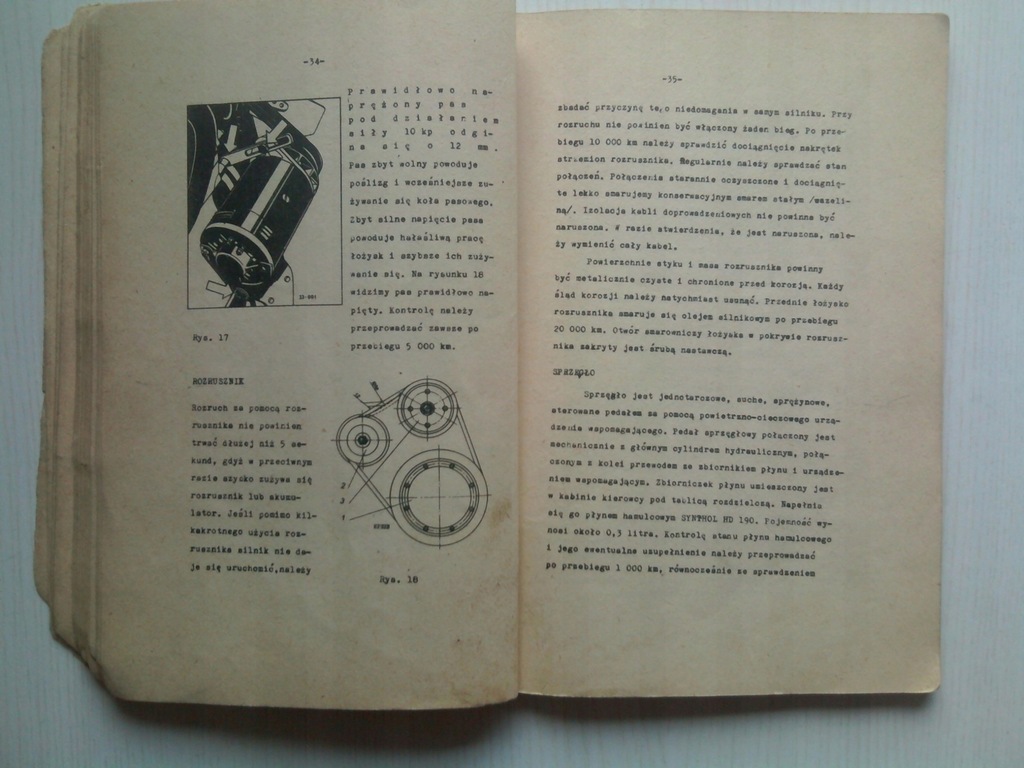 -34-
Prawidłowo na-
prężony pas
pod działaniem
siły 10 kp odgi-
na się o 12 mm.
Pas zbyt wolny powoduje
poślizg i wcześniejsze zu-
żywanie się koła pasowego.
Zbyt silne napięcie pasa
powoduje hałaśliwą pracę
łożysk i szybsze ich zuży-
wanie się. Na rysunku 18
widzimy pas prawidłowo na-
pięty. Kontrolę należy
przeprowadzać zawsze po
przebiegu 5 000 km.
Rys. 17
ROZRUSZNIK
Rozruch za pomocą roz-
rusznika nie powinien
trwać dłużej niż 5 se-
kund, gdyż w przeciwnym
razie szybko zużywa się
rozrusznik lub akumu-
lator. Jeśli pomimo kil-
kakrotnego użycia roz-
rusznika silnik nie da-
je się uruchomić,należy
2
3
1
Rys. 18
-35-
zbadać przyczynę tego niedomagania w samym silniku. Przy
rozruchu nie powinien być włączony żaden bieg. Po prze-
biegu 10 000 km należy sprawdzić dociągnięcie nakrętek
strzemion rozrusznika. Regularnie należy sprawdzać stan
połączeń. Połączenia starannie oczyszczone i dociągnię-
te lekko smarujemy konserwacyjnym smarem stałym /wazeli-
ną/. Izolacja kabli doprowadzeniowych nie powinna być
naruszona. W razie stwierdzenia, że jest naruszona, nale-
ży wymienić cały kabel.
Powierzchnie styku i masa rozrusznika powinny
być metalicznie czyste i chronione przed korozją. Każdy
ślad korozji należy natychmiast usunąć. Przednie łożysko
rozrusznika smaruje się olejem silnikowym po przebiegu
20 000 km. Otwór smarowniczy łożyska w pokrywie rozrusz-
nika zakryty jest śrubą nastawczą.
SPRZĘGŁO
Sprzęgło jest jednotarczowe, suche, sprężynowe,
sterowane pedałem za pomocą powietrzno-cieczowego urzą-
dzenia wspomagającego. Pedał sprzęgłowy połączony jest
mechanicznie z głównym cylindrem hydraulicznym, połą-
czonym z kolei przewodem ze zbiornikiem płynu i urządze-
niem wspomagającym. Zbiorniczek płynu umieszczony jest
w kabinie kierowcy pod tablicą rozdzielczą. Napełnia
się go płynem hamulcowym SYNTHOL HD 190. Pojemność wy-
nosi około 0,3 litra. Kontrolę stanu płynu hamulcowego
i jego ewentualne uzupełnienie należy przeprowadzać
po przebiegu 1 000 km, równocześnie ze sprawdzeniem